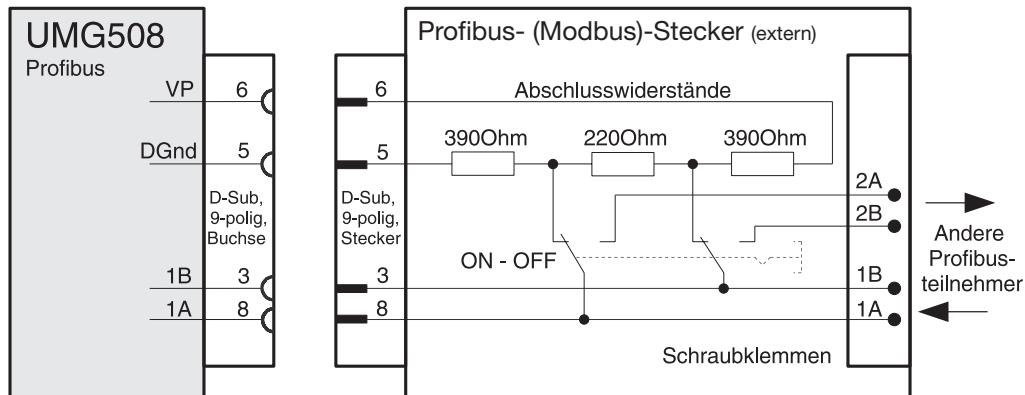 UMG508
Profibus
VP 6
DGnd 5
D-Sub,
9-polig,
Buchse
1B 3
1A 8
6
5
D-Sub,
9-polig,
Stecker
3
8
Profibus- (Modbus)-Stecker (extern)
Abschlusswiderstände
390Ohm 220Ohm 390Ohm
ON - OFF
2A
2B
1B
1A
Schraubklemmen
Andere
Profibus-
teilnehmer